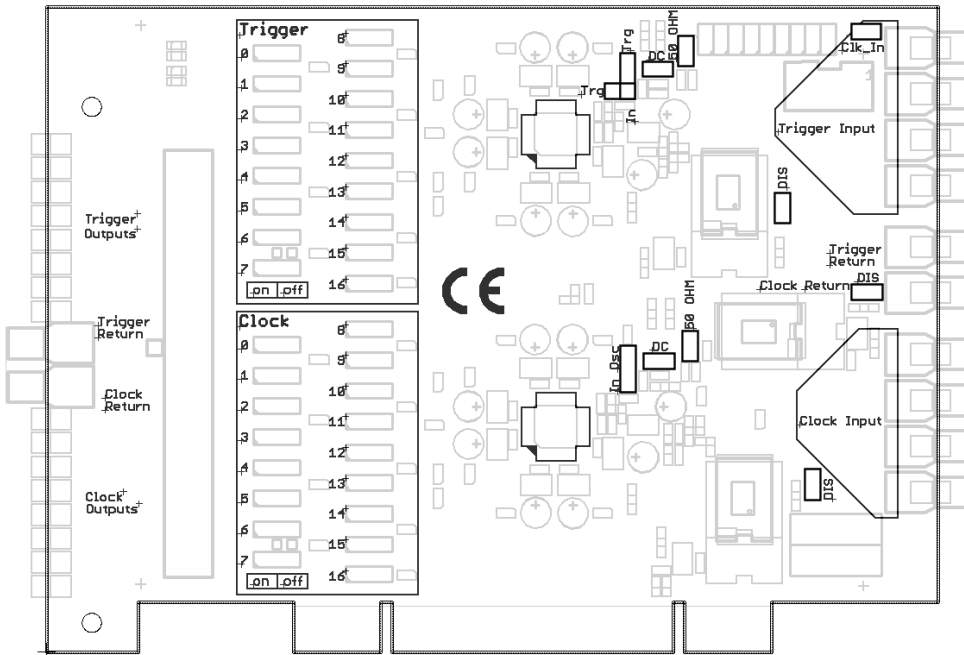 Trigger
0
1
2
3
4
5
6
7
8
9
10
11
12
13
14
15
16
on off
Clock
0
1
2
3
4
5
6
7
8
9
10
11
12
13
14
15
16
on off
Trigger
Outputs
Trigger
Return
Clock
Return
Clock
Outputs
CE
Trg
Trg
In
DC
50 OHM
Clk_In
1
Trigger Input
DIS
Trigger
Return
Clock Return
DIS
In Osc
DC
50 OHM
Clock Input
DIS